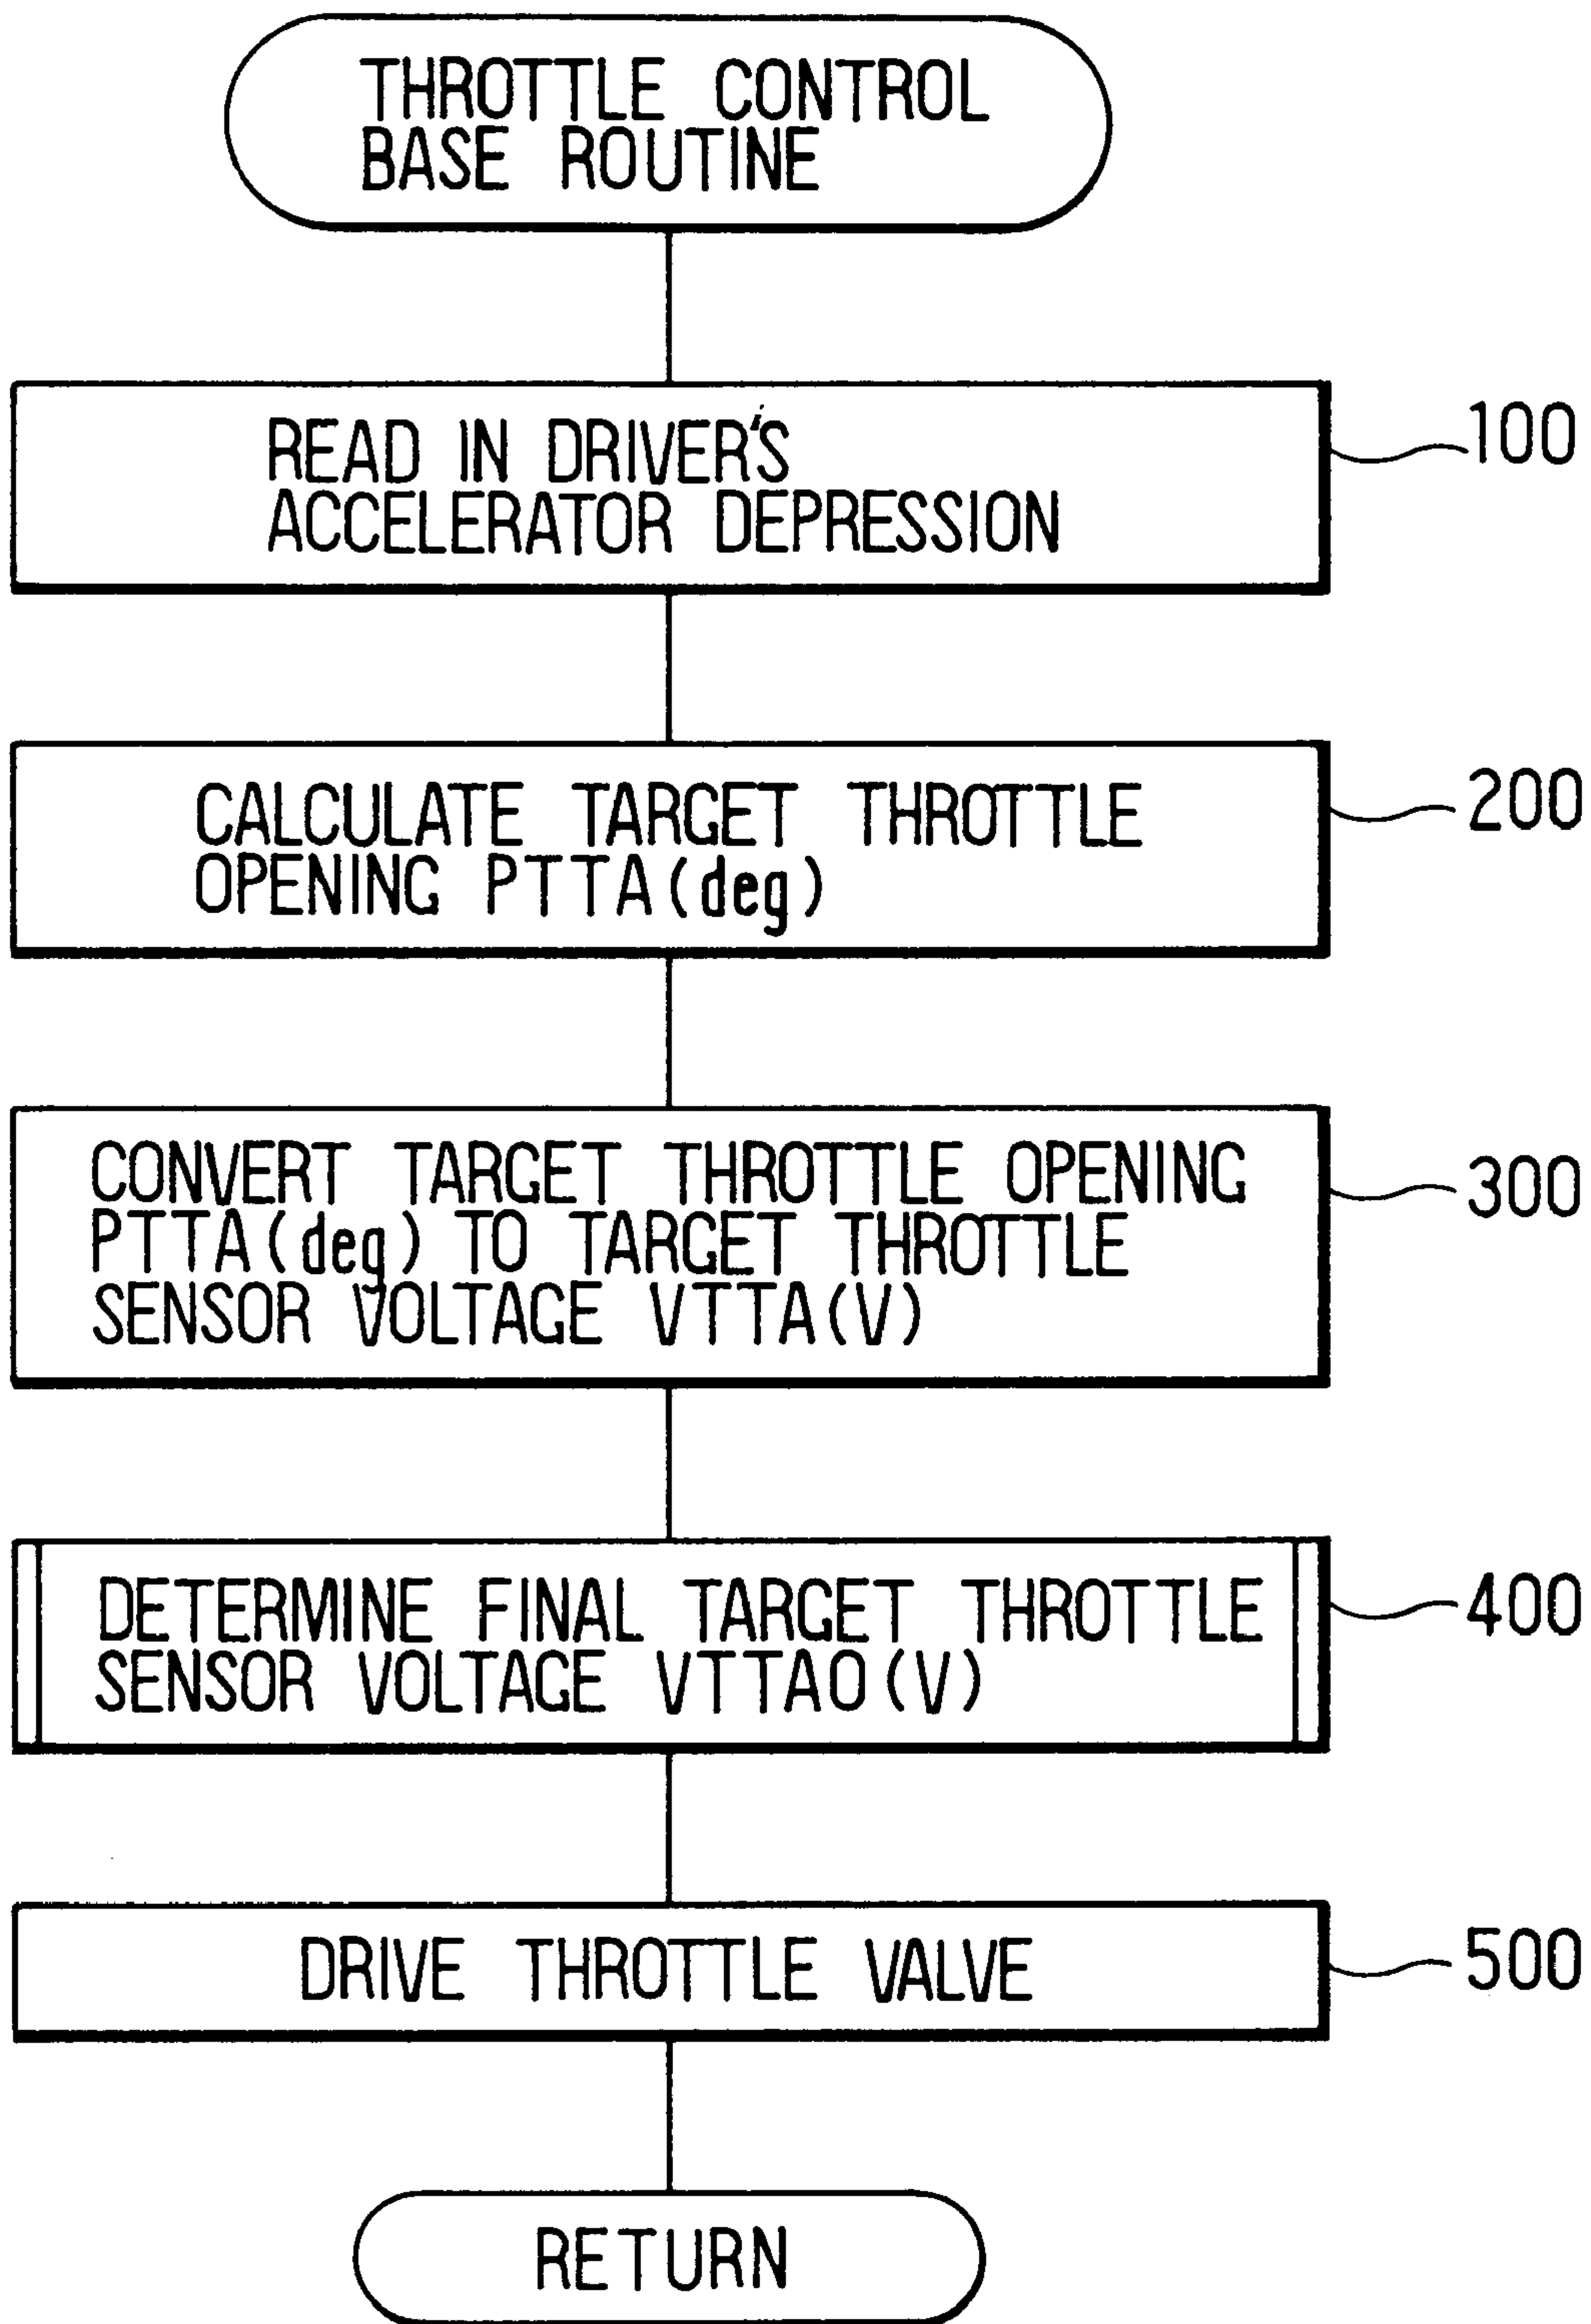 THROTTLE CONTROL
BASE ROUTINE
READ IN DRIVER'S
ACCELERATOR DEPRESSION
100
CALCULATE TARGET THROTTLE
OPENING PTTA(deg)
200
CONVERT TARGET THROTTLE OPENING
PTTA(deg) TO TARGET THROTTLE
SENSOR VOLTAGE VTTA(V)
300
DETERMINE FINAL TARGET THROTTLE
SENSOR VOLTAGE VTTAO(V)
400
DRIVE THROTTLE VALVE
500
RETURN